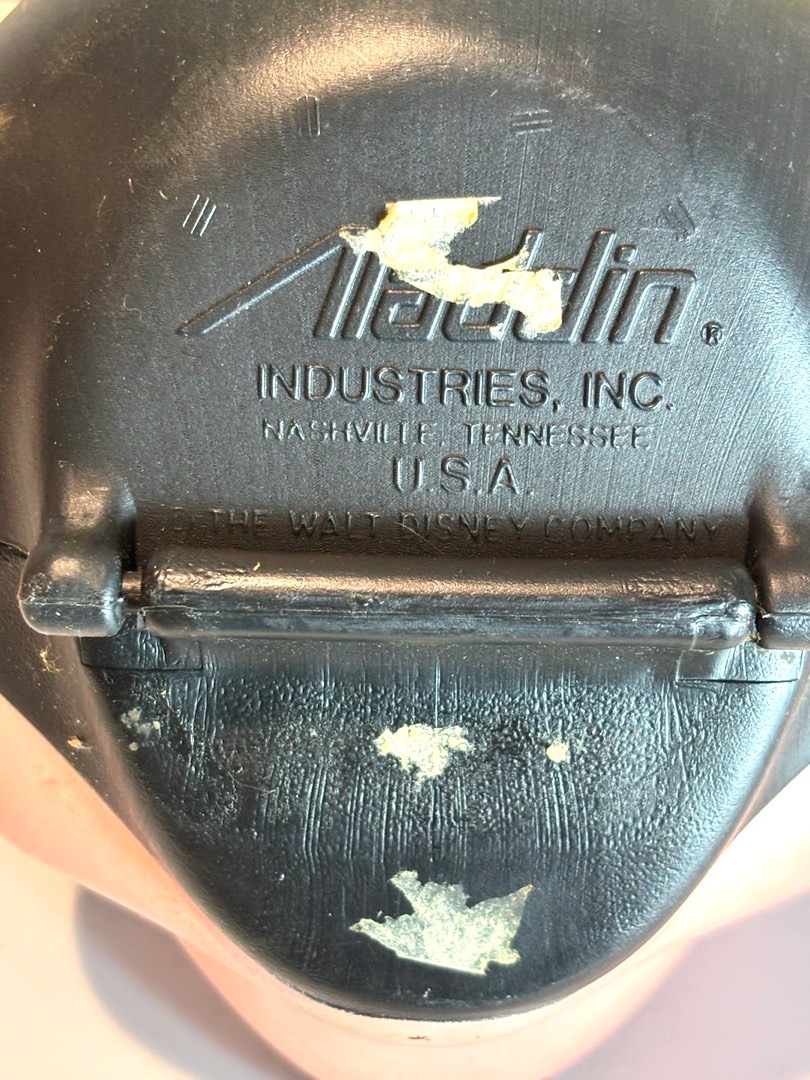 Aladdin®
INDUSTRIES, INC.
NASHVILLE, TENNESSEE
U.S.A.
© THE WALT DISNEY COMPANY